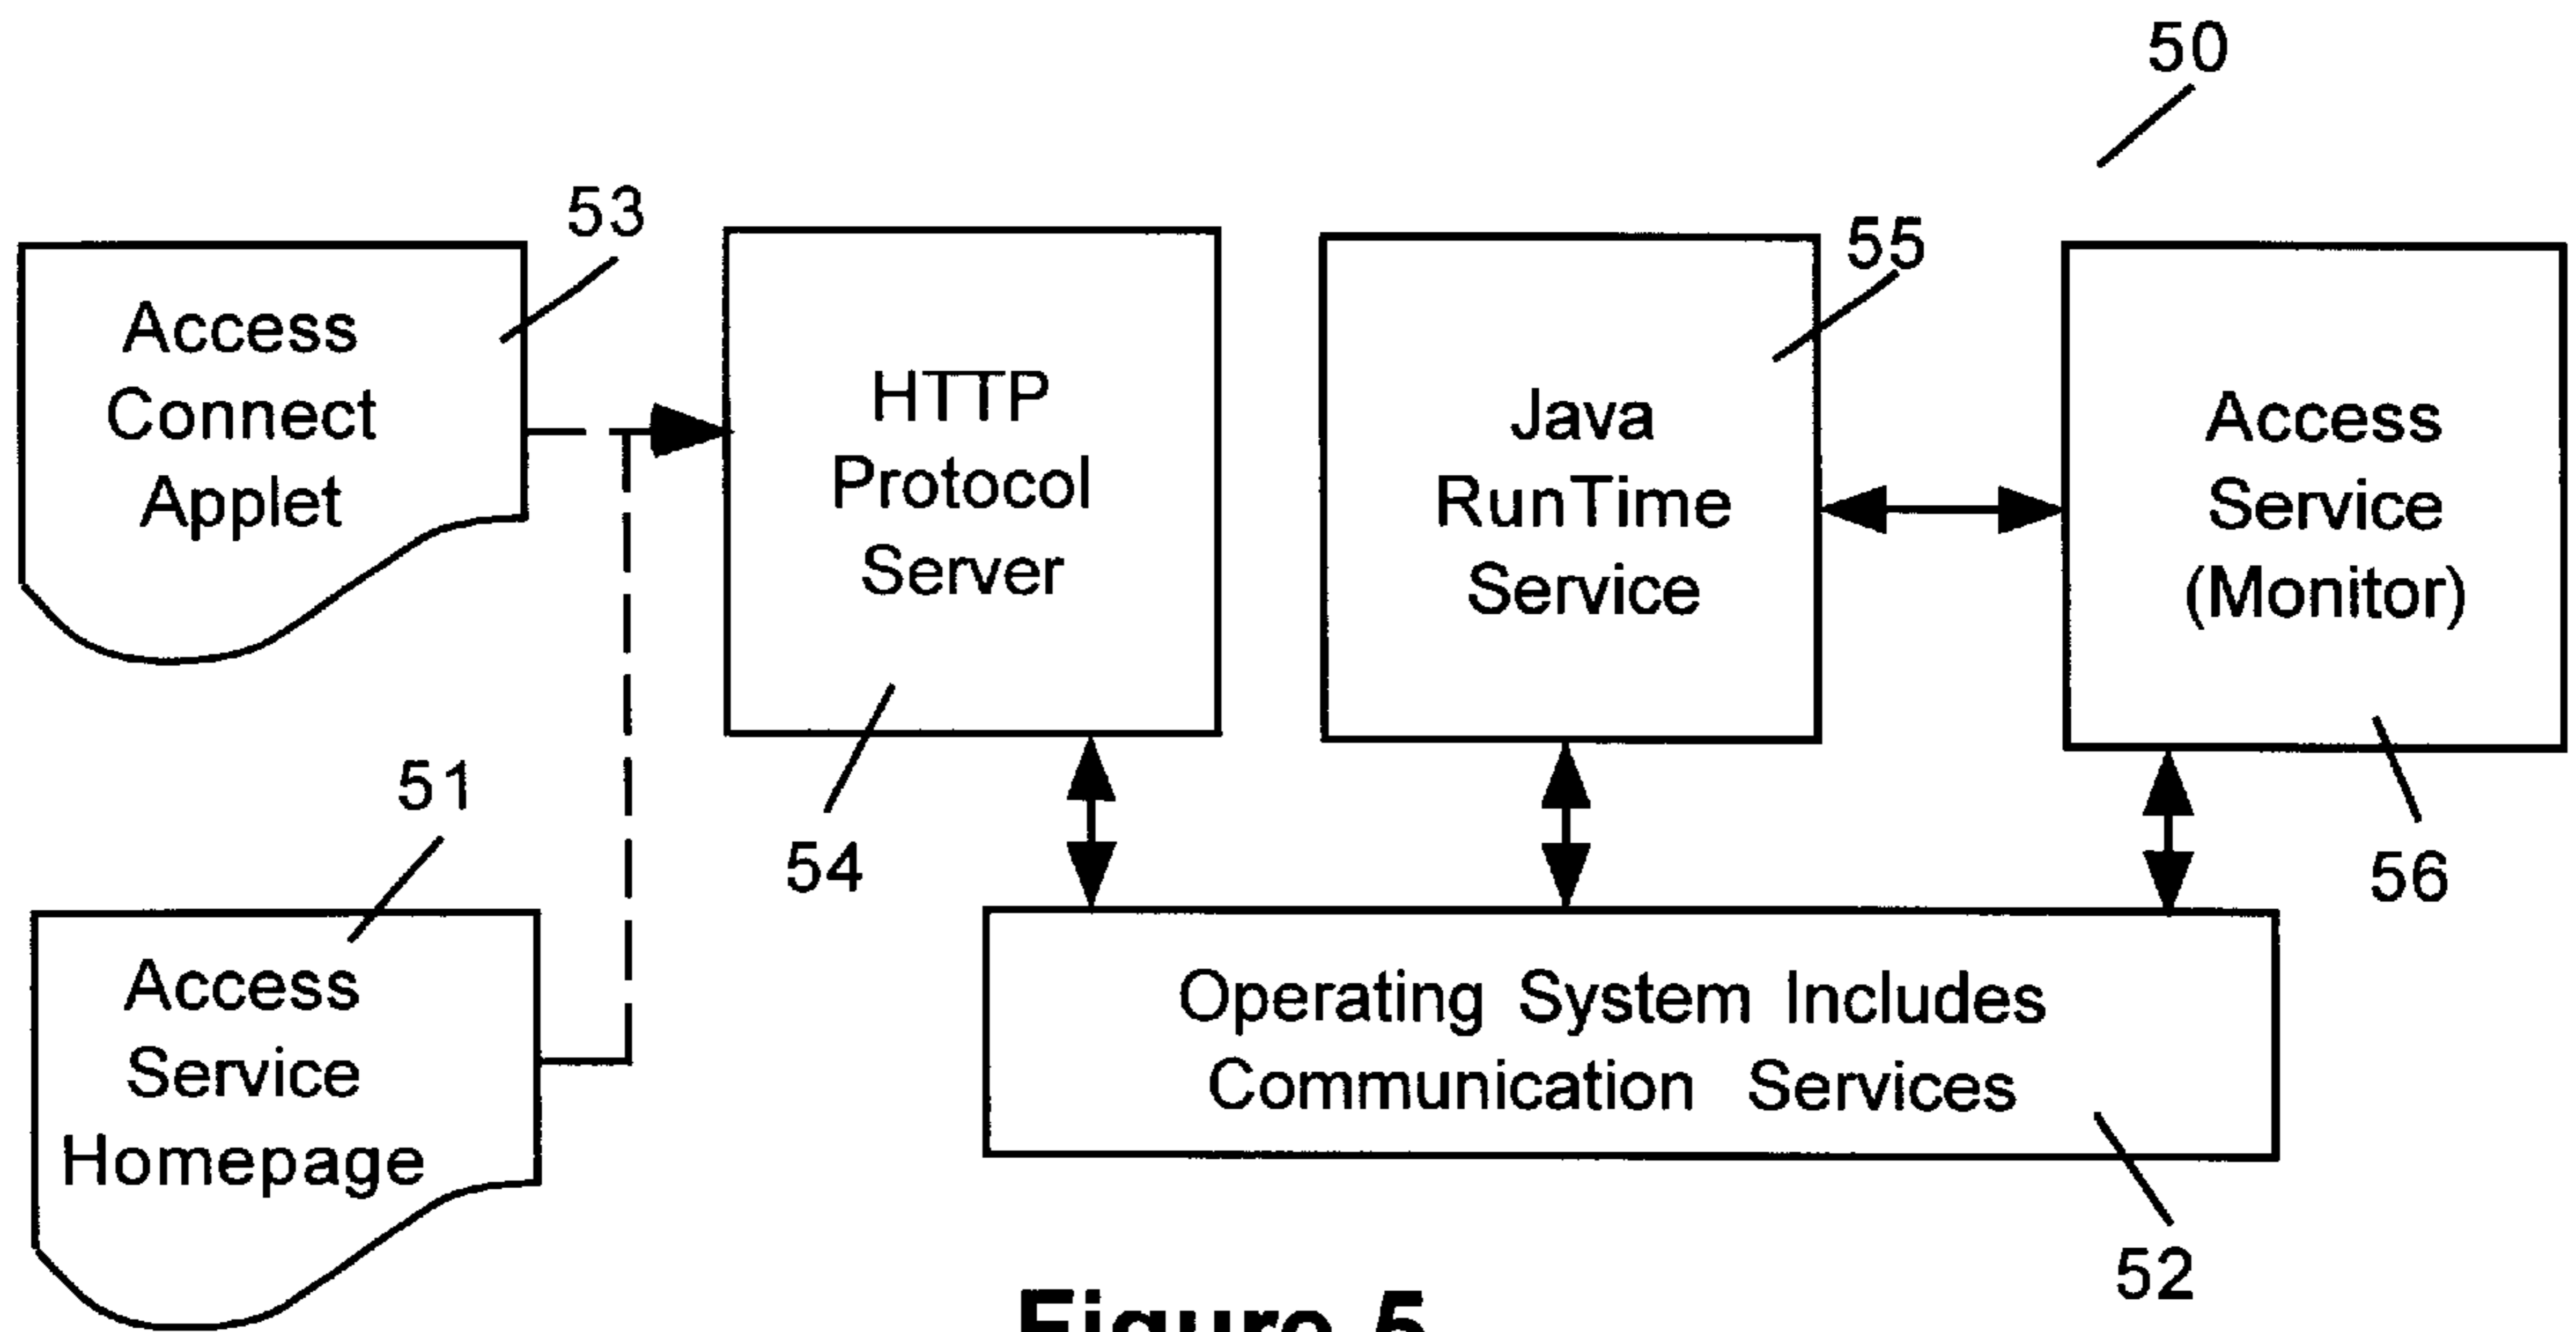 50
53
Access
Connect
Applet
HTTP
Protocol
Server
54
55
Java
RunTime
Service
Access
Service
(Monitor)
56
51
Access
Service
Homepage
Operating System Includes
Communication Services
52
Figure 5